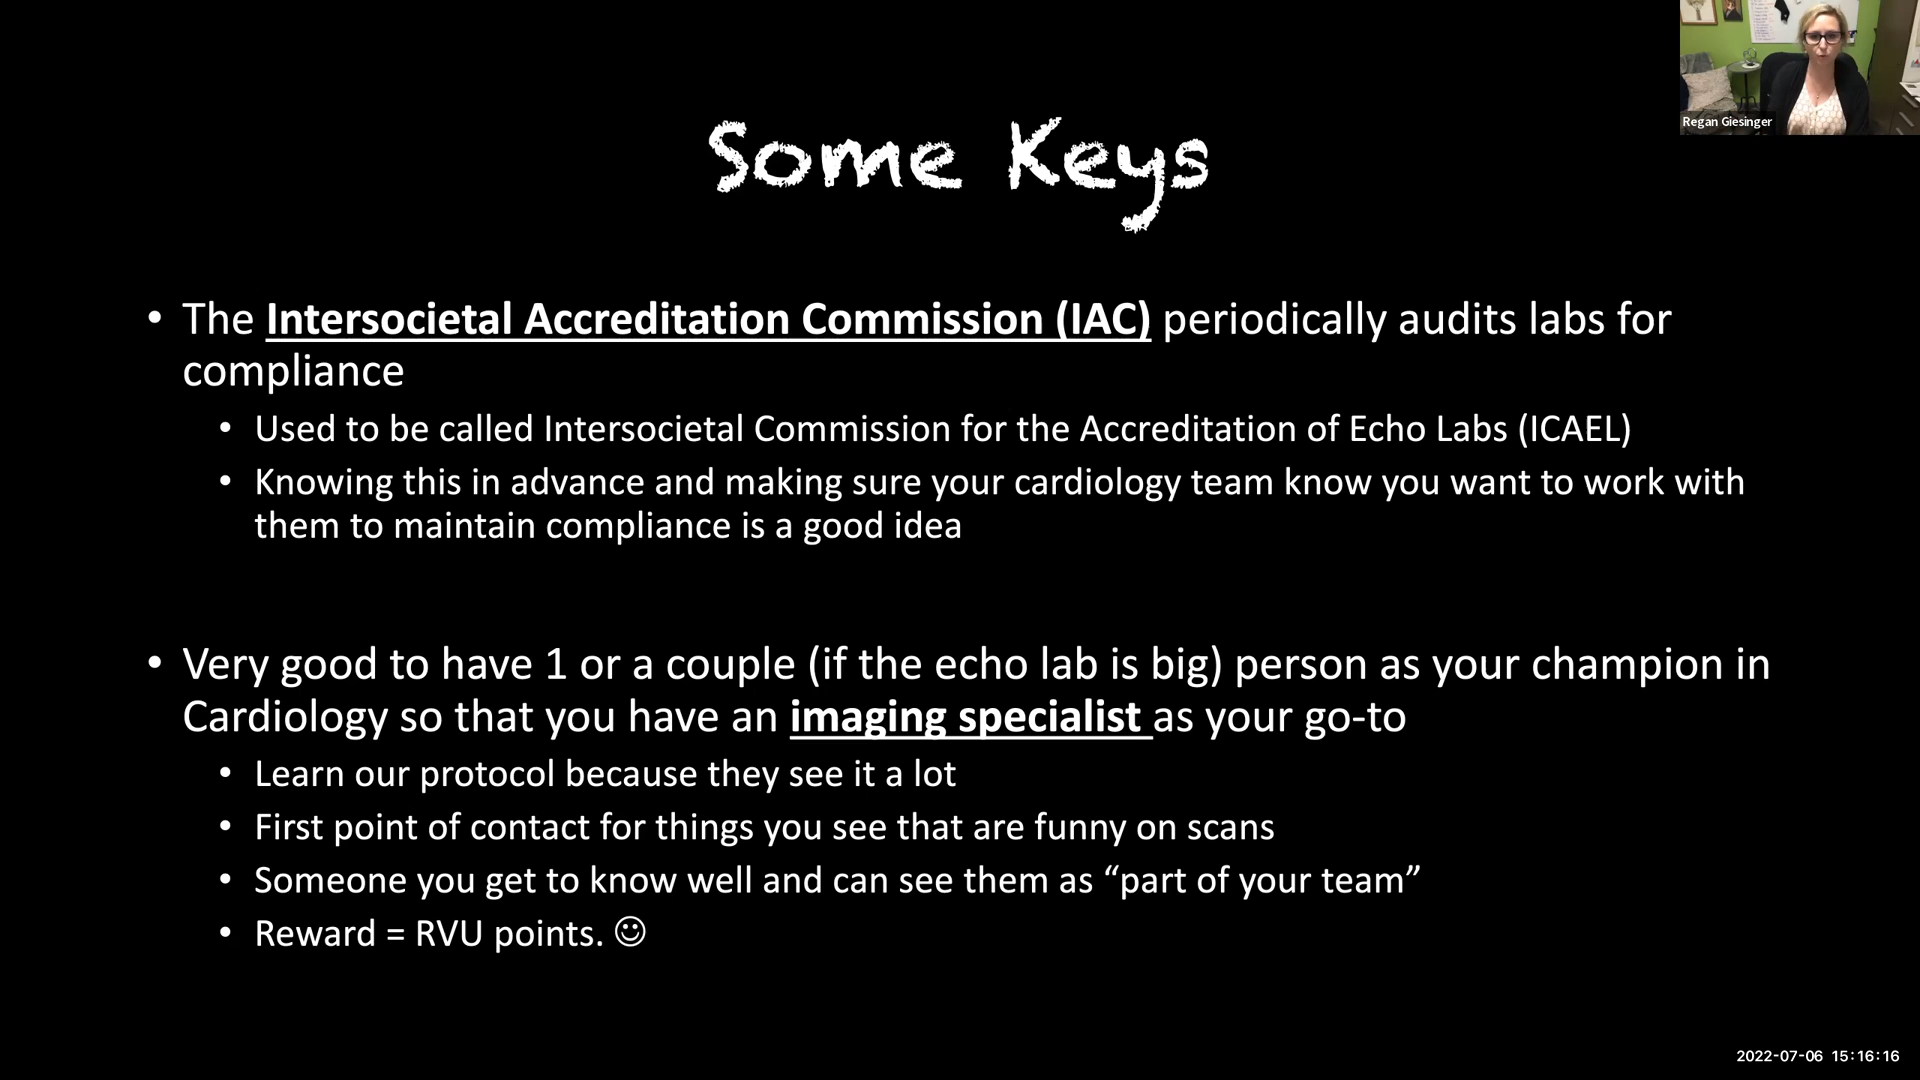 Regan Giesinger
Some Keys
• The Intersocietal Accreditation Commission (IAC) periodically audits labs for
compliance
• Used to be called Intersocietal Commission for the Accreditation of Echo Labs (ICAEL)
• Knowing this in advance and making sure your cardiology team know you want to work with
them to maintain compliance is a good idea
• Very good to have 1 or a couple (if the echo lab is big) person as your champion in
Cardiology so that you have an imaging specialist as your go-to
• Learn our protocol because they see it a lot
• First point of contact for things you see that are funny on scans
• Someone you get to know well and can see them as “part of your team”
• Reward = RVU points. ☺
2022-07-06 15:16:16